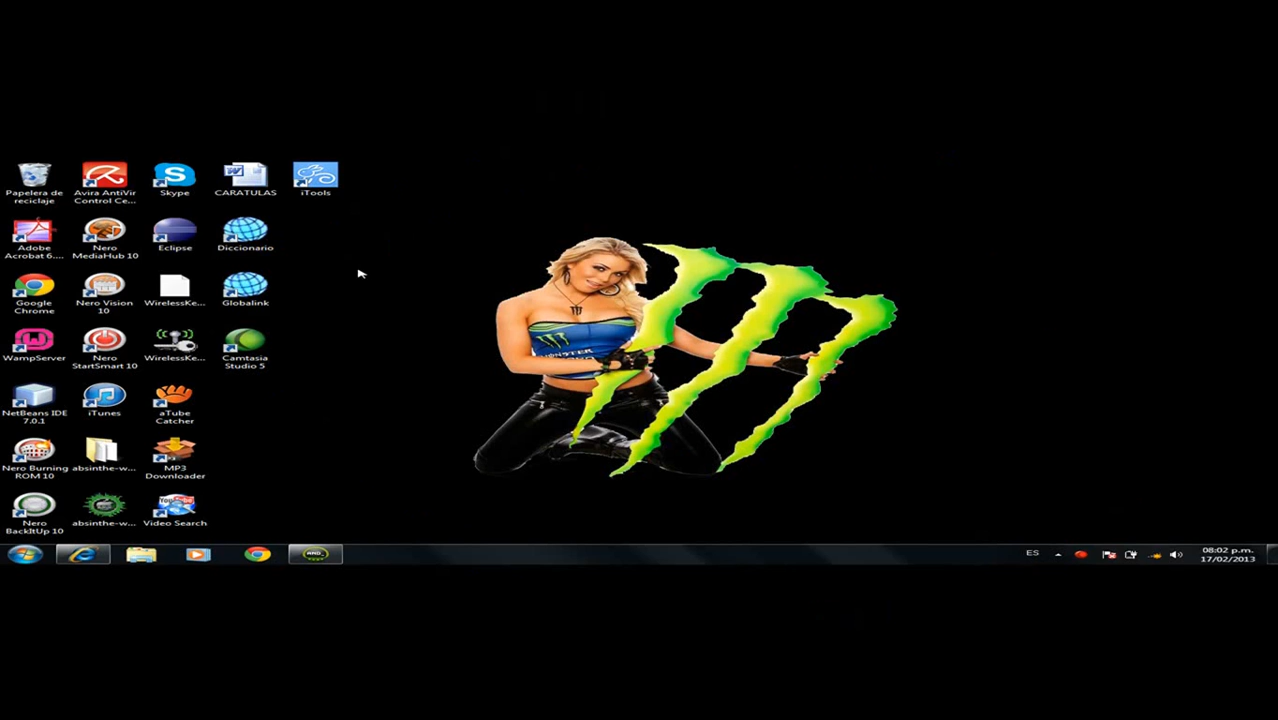 Papelera de
reciclaje
Avira AntiVir
Control Ce...
Skype
CARATULAS
iTools
Adobe
Acrobat 6....
Nero
MediaHub 10
Eclipse
Diccionario
Google
Chrome
Nero Vision
10
WirelessKe...
Globalink
WampServer
Nero
StartSmart 10
WirelessKe...
Camtasia
Studio 5
NetBeans IDE
7.0.1
iTunes
aTube
Catcher
Nero Burning
ROM 10
absinthe-w...
MP3
Downloader
Nero
BackItUp 10
absinthe-w...
Video Search
MONSTER
ES
08:02 p.m.
17/02/2013